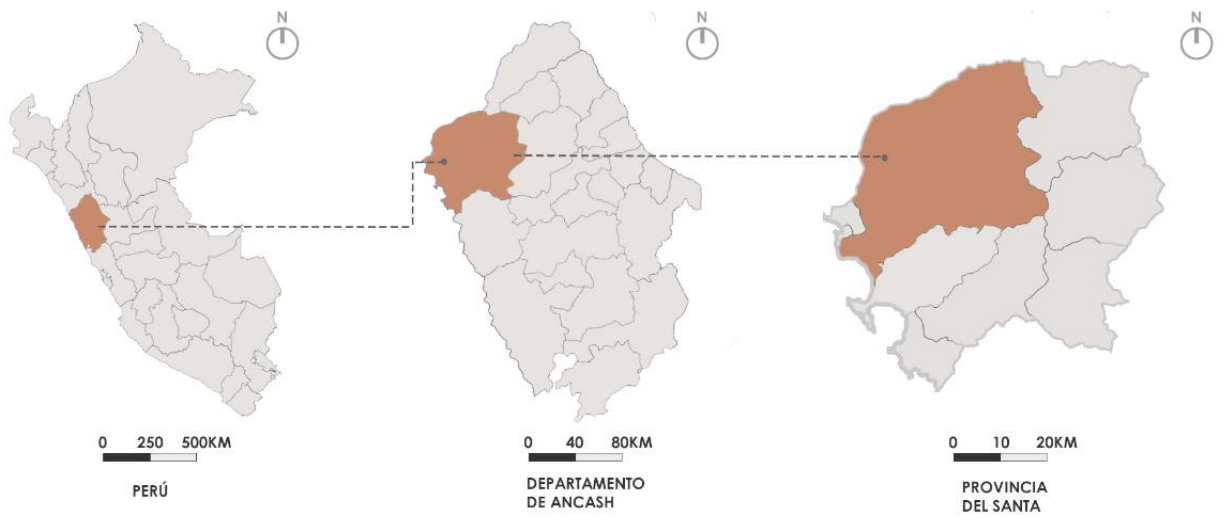 N
N
N
0 250 500KM
PERÚ
0 40 80KM
DEPARTAMENTO
DE ANCASH
0 10 20KM
PROVINCIA
DEL SANTA